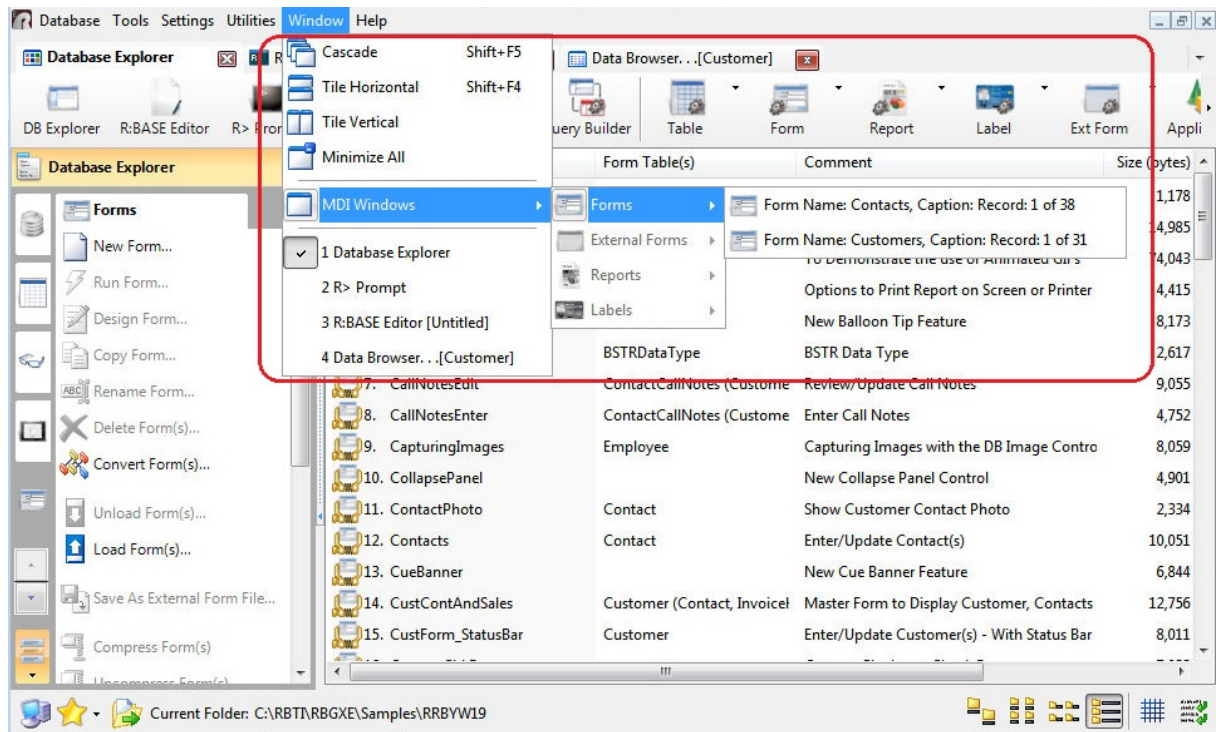 Database Tools Settings Utilities Window Help
Database Explorer
Data Browser. . .[Customer]
DB Explorer R:BASE Editor R> Builder Table Form Report Label Ext Form
Cascade Shift+F5
Tile Horizontal Shift+F4
Tile Vertical
Minimize All
MDI Windows
1 Database Explorer
2 R> Prompt
3 R:BASE Editor [Untitled]
4 Data Browser. . .[Customer]
Forms
External Forms
Reports
Labels
Form Name: Contacts, Caption: Record: 1 of 38
Form Name: Customers, Caption: Record: 1 of 31
Database Explorer
Forms
New Form...
Run Form...
Design Form...
Copy Form...
Rename Form...
Delete Form(s)...
Convert Form(s)...
Unload Form(s)...
Load Form(s)...
Save As External Form File...
Compress Form(s)
Uncompress Form(s)
Form Table(s) Comment Size (bytes)
1,178
14,985
To Demonstrate the use of Animated GIFs 74,043
Options to Print Report on Screen or Printer 4,415
New Balloon Tip Feature 8,173
BSTRDataType BSTR Data Type 2,617
7. CallNotesEdit ContactCallNotes (Custome Review/Update Call Notes 9,055
8. CallNotesEnter ContactCallNotes (Custome Enter Call Notes 4,752
9. CapturingImages Employee Capturing Images with the DB Image Contro 8,059
10. CollapsePanel New Collapse Panel Control 4,901
11. ContactPhoto Contact Show Customer Contact Photo 2,334
12. Contacts Contact Enter/Update Contact(s) 10,051
13. CueBanner New Cue Banner Feature 6,844
14. CustContAndSales Customer (Contact, Invoice Master Form to Display Customer, Contacts 12,756
15. CustForm_StatusBar Customer Enter/Update Customer(s) - With Status Bar 8,011
Current Folder: C:\RBTI\RBGXE\Samples\RRBYW19